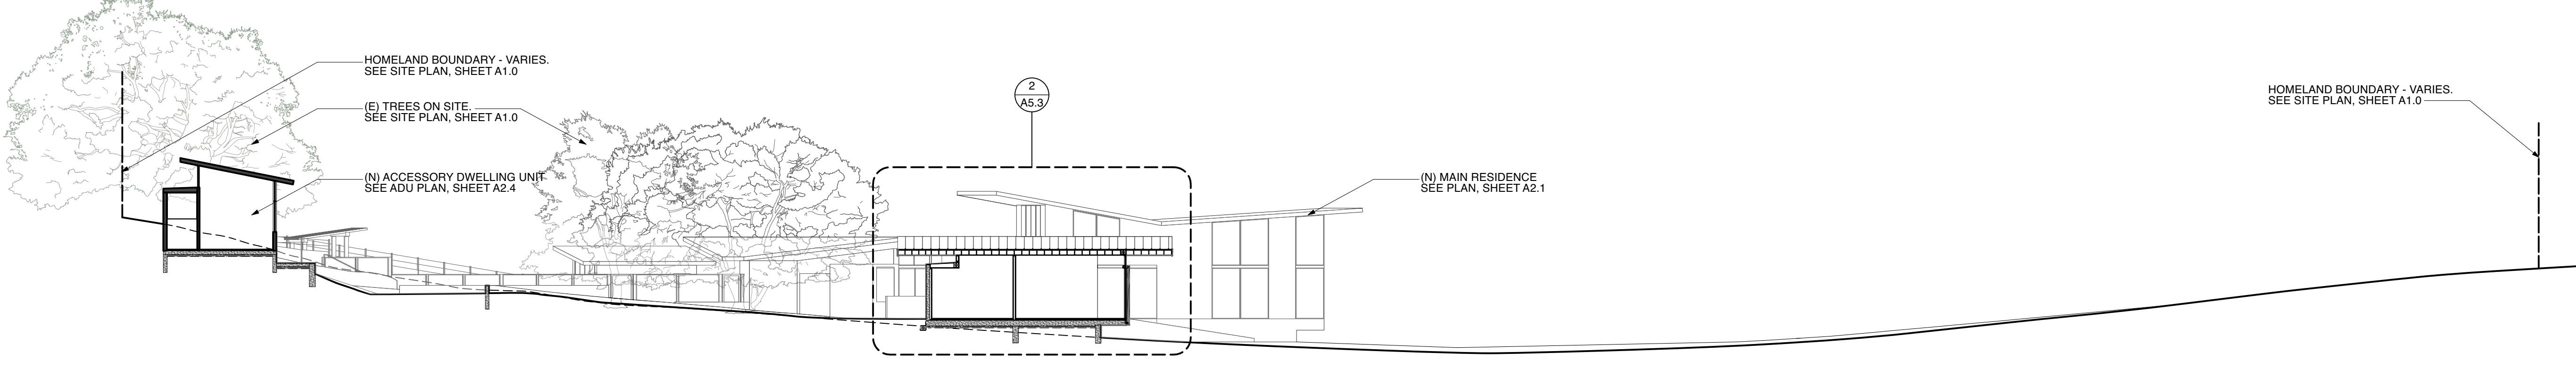 HOMELAND BOUNDARY - VARIES.
SEE SITE PLAN, SHEET A1.0
(E) TREES ON SITE.
SEE SITE PLAN, SHEET A1.0
(N) ACCESSORY DWELLING UNIT
SEE ADU PLAN, SHEET A2.4
2
A5.3
(N) MAIN RESIDENCE
SEE PLAN, SHEET A2.1
HOMELAND BOUNDARY - VARIES.
SEE SITE PLAN, SHEET A1.0